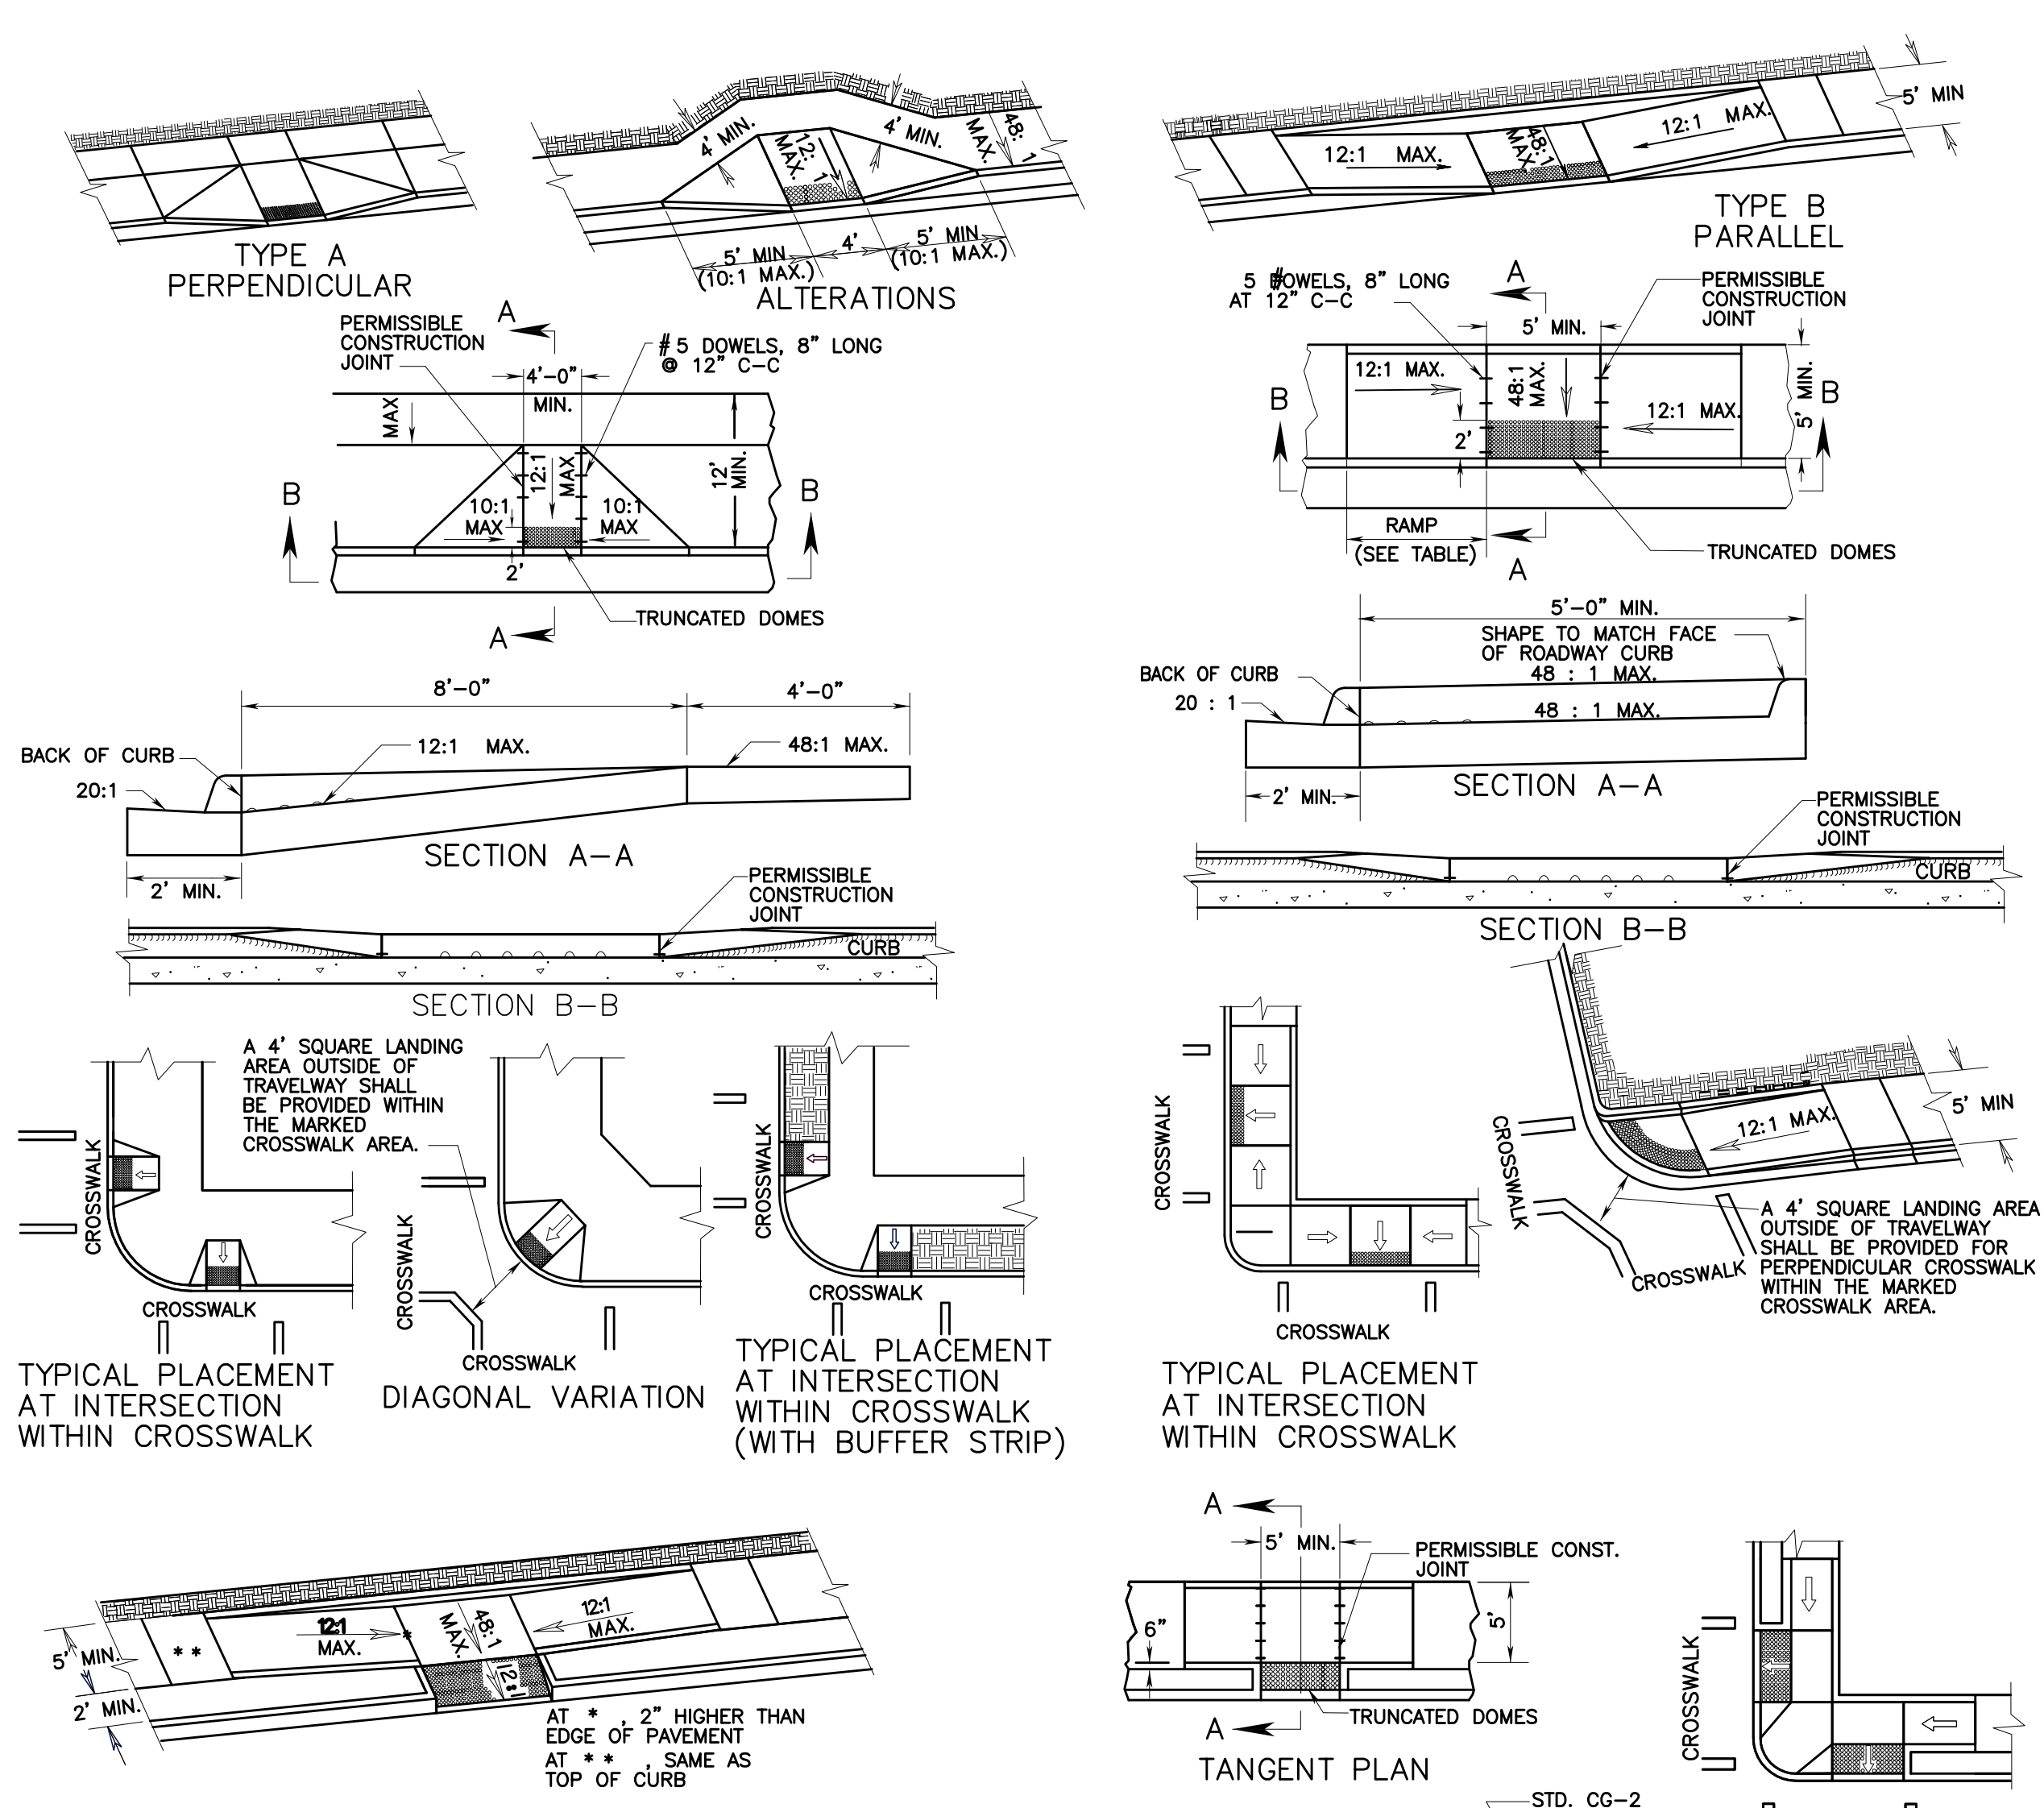 TYPE A
PERPENDICULAR
4' MIN.
12:1
MAX.
4' MIN.
48:1
MAX.
5' MIN
(10:1 MAX.)
4'
5' MIN
(10:1 MAX.)
ALTERATIONS
12:1 MAX.
48:1
MAX.
12:1 MAX.
5' MIN
TYPE B
PARALLEL
PERMISSIBLE
CONSTRUCTION
JOINT
A
# 5 DOWELS, 8" LONG
@ 12" C-C
4'-0"
MIN.
MAX
12:1
MAX
12'
MIN.
10:1
MAX
10:1
MAX
B
B
2'
TRUNCATED DOMES
A
5 #DOWELS, 8" LONG
AT 12" C-C
A
PERMISSIBLE
CONSTRUCTION
JOINT
5' MIN.
12:1 MAX.
48:1
MAX.
12:1 MAX.
5' MIN.
B
B
2'
RAMP
(SEE TABLE)
A
TRUNCATED DOMES
8'-0"
4'-0"
BACK OF CURB
12:1 MAX.
48:1 MAX.
20:1
2' MIN.
SECTION A-A
5'-0" MIN.
SHAPE TO MATCH FACE
OF ROADWAY CURB
BACK OF CURB
48 : 1 MAX.
20 : 1
48 : 1 MAX.
2' MIN.
SECTION A-A
PERMISSIBLE
CONSTRUCTION
JOINT
CURB
SECTION B-B
PERMISSIBLE
CONSTRUCTION
JOINT
CURB
SECTION B-B
CROSSWALK
CROSSWALK
TYPICAL PLACEMENT
AT INTERSECTION
WITHIN CROSSWALK
A 4' SQUARE LANDING
AREA OUTSIDE OF
TRAVELWAY SHALL
BE PROVIDED WITHIN
THE MARKED
CROSSWALK AREA.
CROSSWALK
CROSSWALK
DIAGONAL VARIATION
CROSSWALK
CROSSWALK
TYPICAL PLACEMENT
AT INTERSECTION
WITHIN CROSSWALK
(WITH BUFFER STRIP)
CROSSWALK
CROSSWALK
TYPICAL PLACEMENT
AT INTERSECTION
WITHIN CROSSWALK
12:1 MAX.
5' MIN
CROSSWALK
CROSSWALK
A 4' SQUARE LANDING AREA
OUTSIDE OF TRAVELWAY
SHALL BE PROVIDED FOR
PERPENDICULAR CROSSWALK
WITHIN THE MARKED
CROSSWALK AREA.
5' MIN.
2' MIN.
* *
12:1
MAX.
*
48:1
MAX.
12:1
MAX.
12:1
AT * , 2" HIGHER THAN
EDGE OF PAVEMENT
AT * * , SAME AS
TOP OF CURB
A
5' MIN.
PERMISSIBLE CONST.
JOINT
6"
5'
TRUNCATED DOMES
A
TANGENT PLAN
CROSSWALK
STD. CG-2